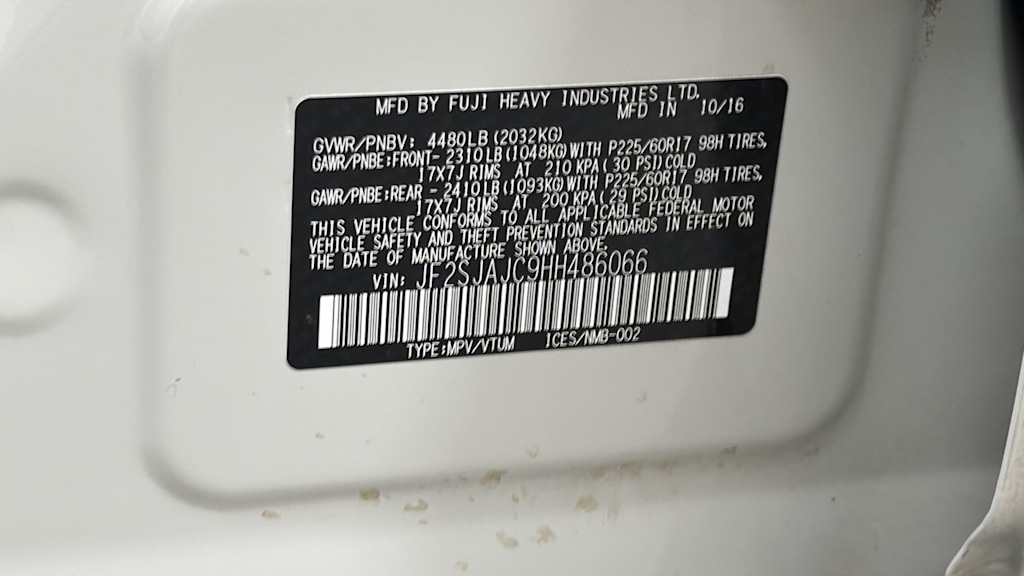 MFD BY FUJI HEAVY INDUSTRIES LTD.
MFD IN 10/16
GVWR/PNBV: 4480LB(2032KG)
GAWR/PNBE:FRONT- 2310LB(1048KG)WITH P225/60R17 98H TIRES,
17X7J RIMS AT 210 KPA(30 PSI)COLD
GAWR/PNBE:REAR - 2410LB(1093KG)WITH P225/60R17 98H TIRES,
17X7J RIMS AT 200 KPA(29 PSI)COLD
THIS VEHICLE CONFORMS TO ALL APPLICABLE FEDERAL MOTOR
VEHICLE SAFETY AND THEFT PREVENTION STANDARDS IN EFFECT ON
THE DATE OF MANUFACTURE SHOWN ABOVE.
VIN: JF2SJAJC9HH486066
TYPE:MPV/VTUM ICES/NMB-002